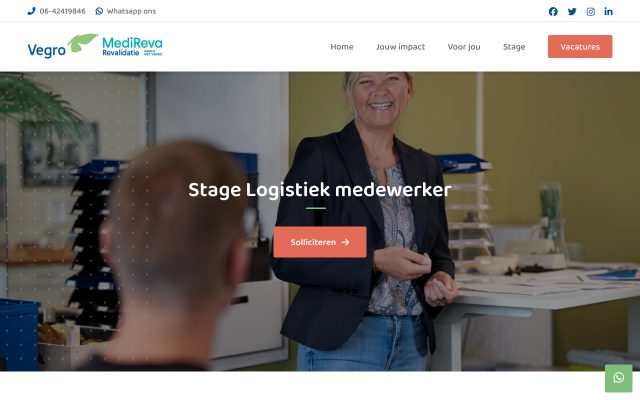 06-42419846 Whatsapp ons
Vegro MediReva
Revalidatie
Home Jouw impact Voor jou Stage Vacatures
Stage Logistiek medewerker
Solliciteren